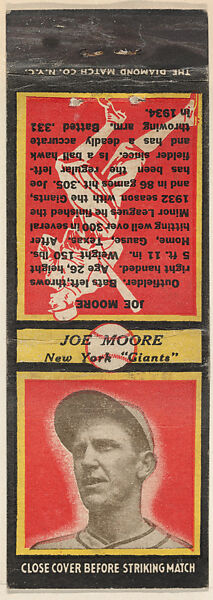 THE DIAMOND MATCH CO. N.Y.C.
JOE MOORE
Outfielder. Bats left; throws
right handed. Age 26, height
5 ft. 11 in. Weight 150 lbs.
Home, Gause, Texas. After
hitting well over .300 in several
Minor Leagues he finished the
1932 season with the Giants,
and in 86 games hit .305. Joe
has been the regular left-
fielder since. Is a ball hawk
and has a deadly accurate
throwing arm. Batted .331
in 1934.
JOE MOORE
New York "Giants"
CLOSE COVER BEFORE STRIKING MATCH